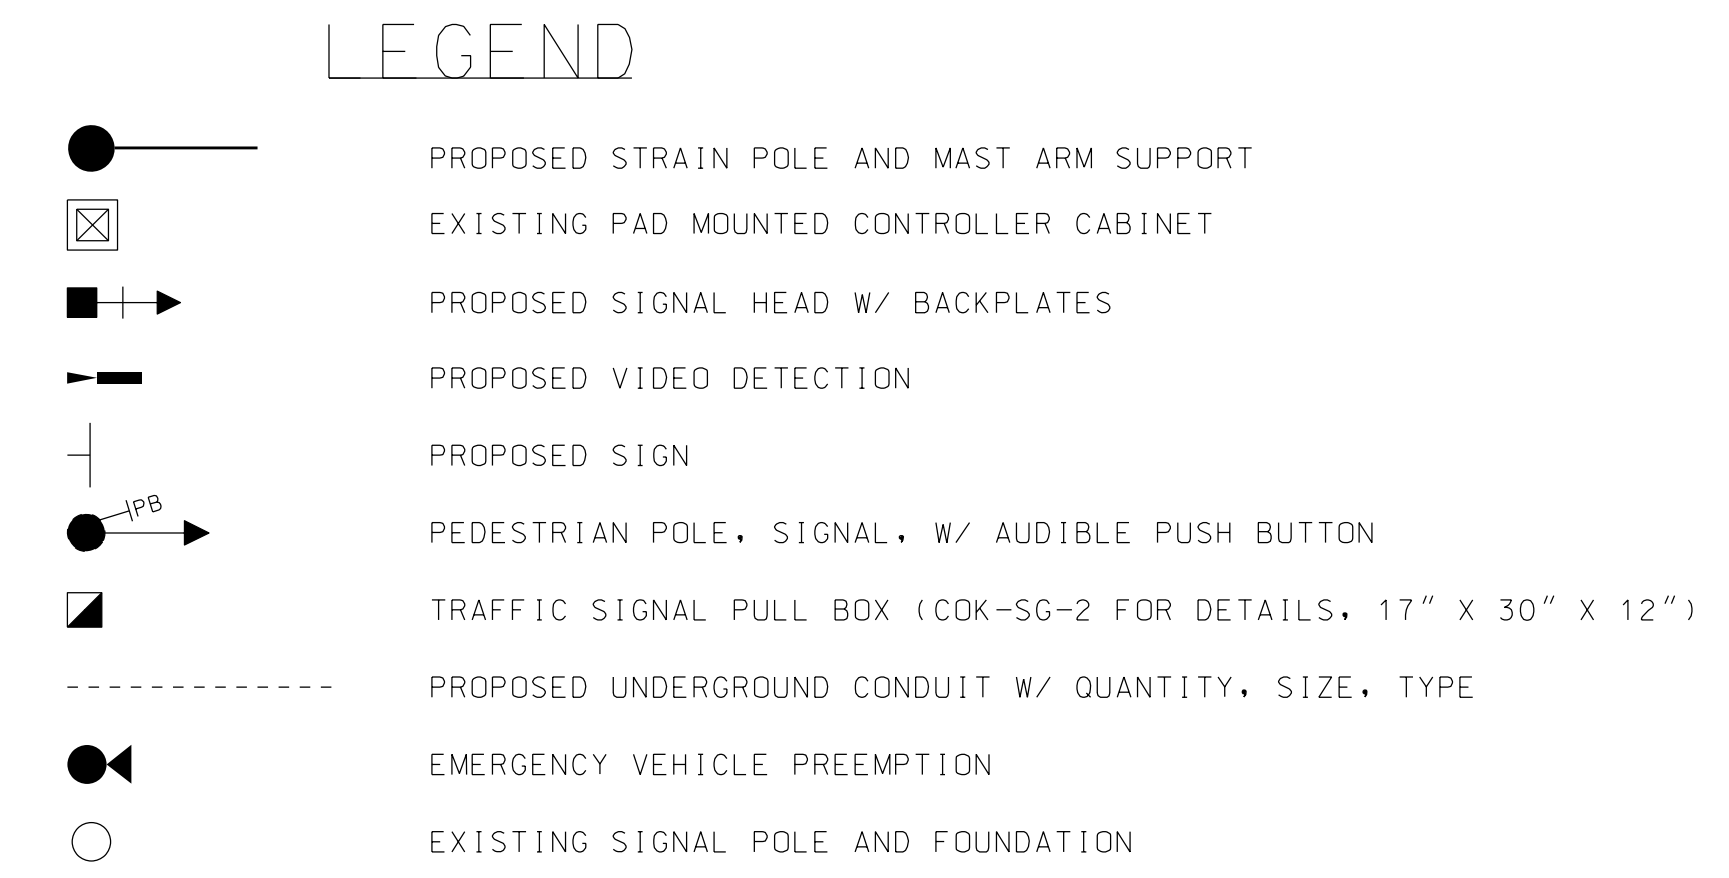 LEGEND
PROPOSED STRAIN POLE AND MAST ARM SUPPORT
EXISTING PAD MOUNTED CONTROLLER CABINET
PROPOSED SIGNAL HEAD W/ BACKPLATES
PROPOSED VIDEO DETECTION
PROPOSED SIGN
PB
PEDESTRIAN POLE, SIGNAL, W/ AUDIBLE PUSH BUTTON
TRAFFIC SIGNAL PULL BOX (COK-SG-2 FOR DETAILS, 17" X 30" X 12")
PROPOSED UNDERGROUND CONDUIT W/ QUANTITY, SIZE, TYPE
EMERGENCY VEHICLE PREEMPTION
EXISTING SIGNAL POLE AND FOUNDATION